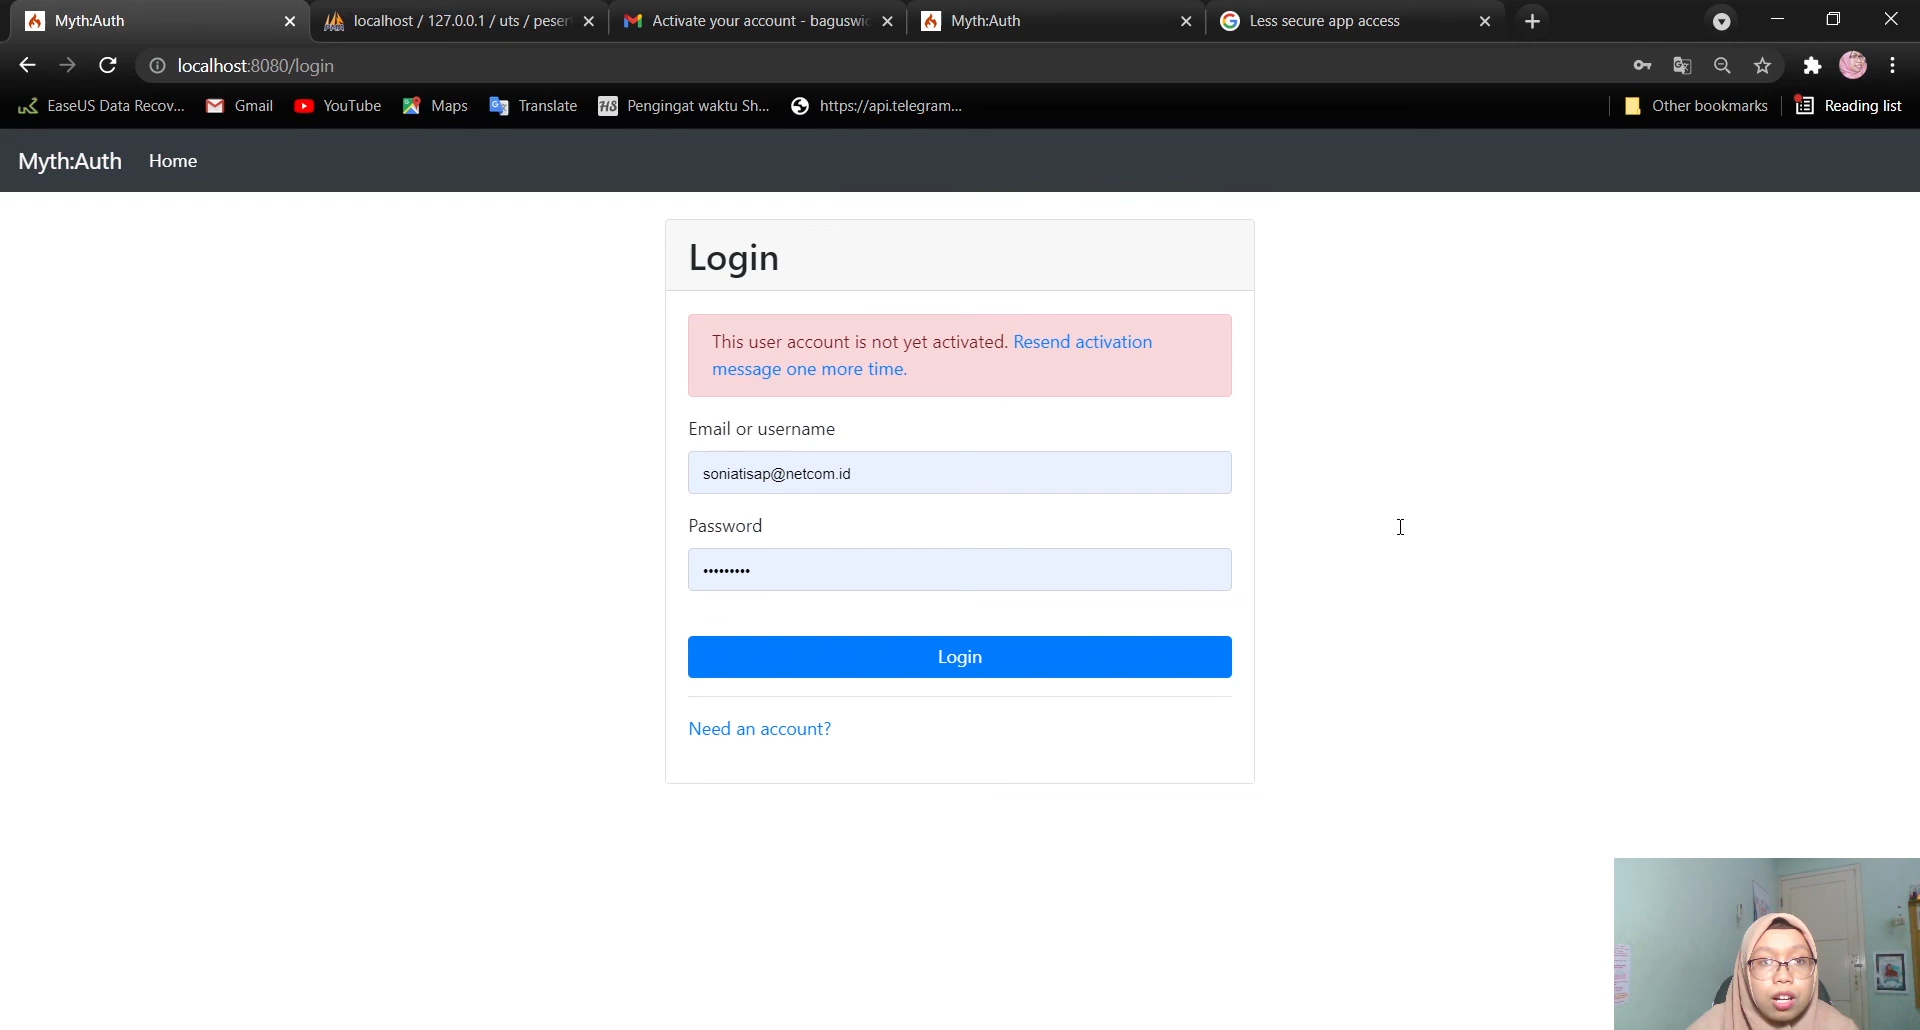 Myth:Auth
localhost / 127.0.0.1 / uts / peser
Activate your account - baguswic
Myth:Auth
Less secure app access
localhost:8080/login
EaseUS Data Recov...
Gmail
YouTube
Maps
Translate
HS
Pengingat waktu Sh...
https://api.telegram...
Other bookmarks
Reading list
Myth:Auth
Home
Login
This user account is not yet activated. Resend activation
message one more time.
Email or username
soniatisap@netcom.id
Password
•••••••••
Login
Need an account?